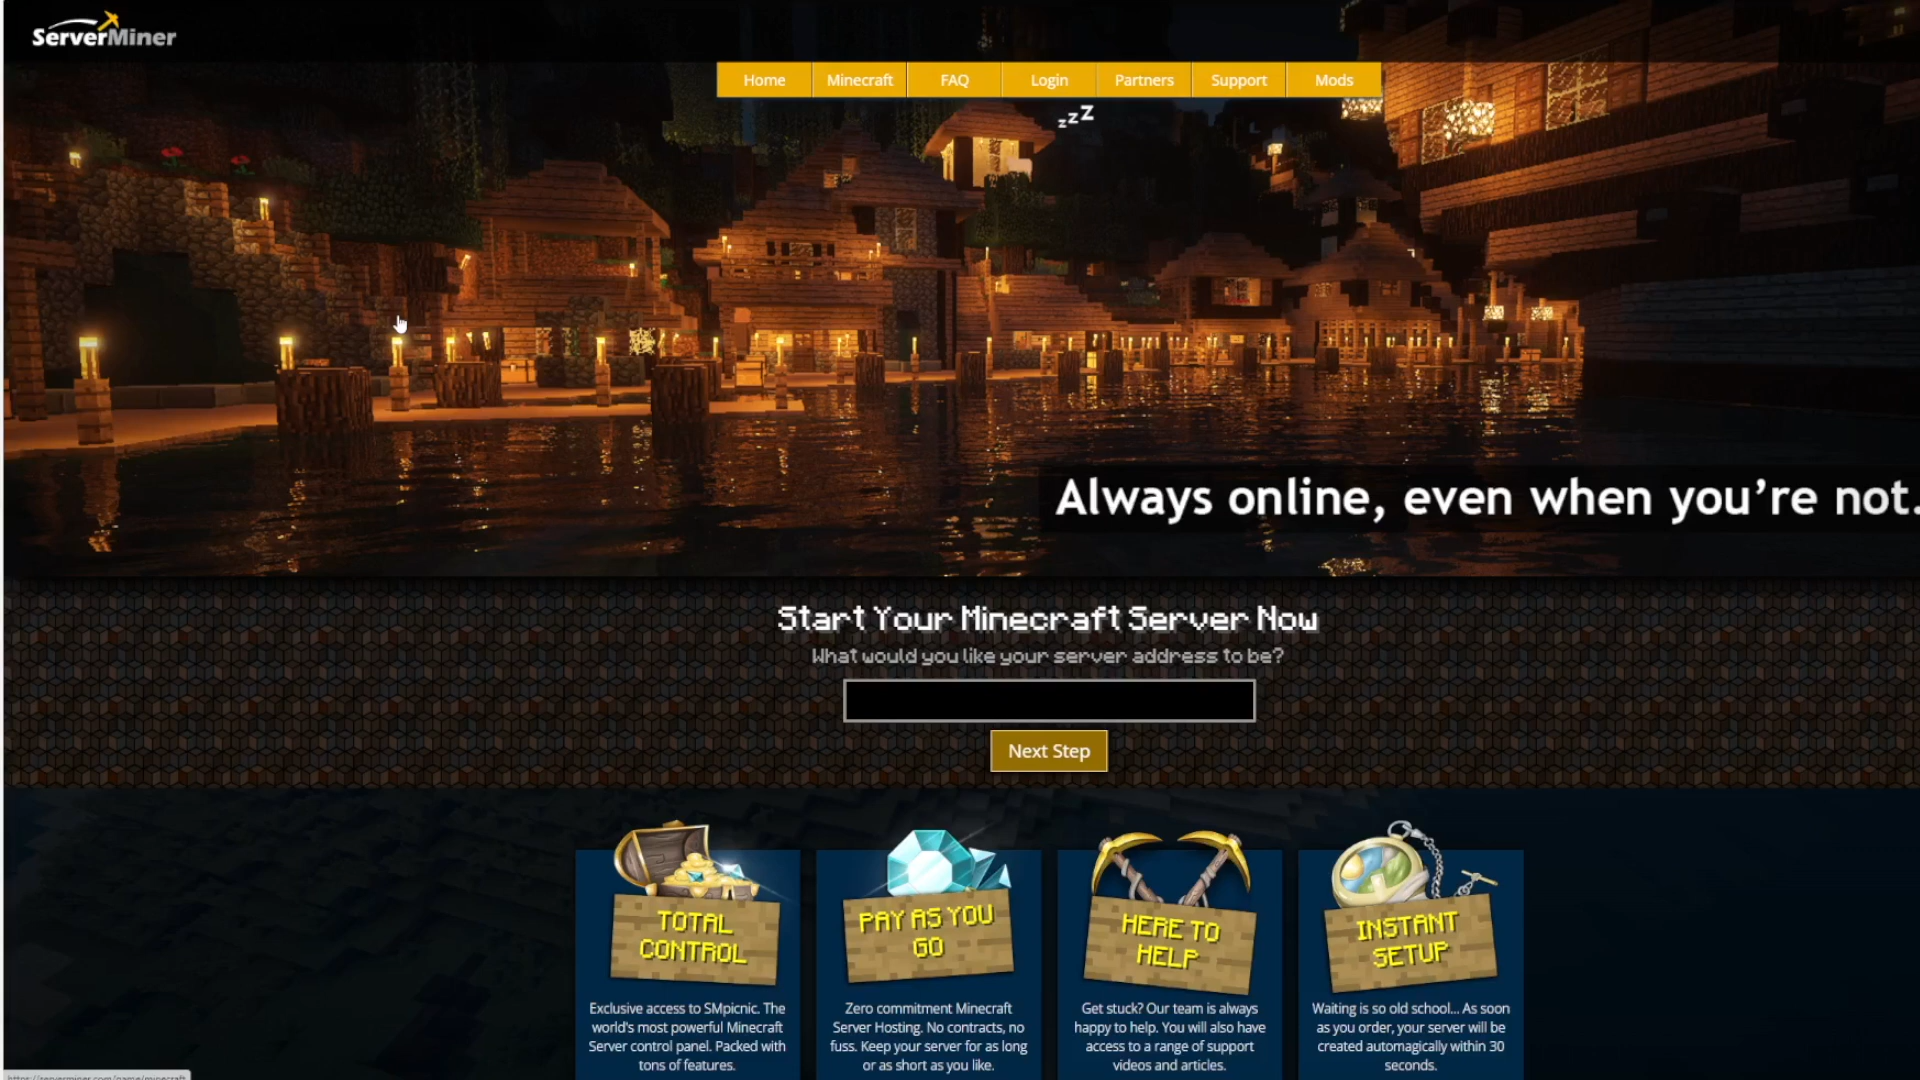 ServerMiner
Home
Minecraft
FAQ
Login
Partners
Support
Mods
zzZ
Always online, even when you're not.
Start Your Minecraft Server Now
What would you like your server address to be?
Next Step
TOTAL
CONTROL
Exclusive access to SMpicnic. The
world's most powerful Minecraft
Server control panel. Packed with
tons of features.
PAY AS YOU
GO
Zero commitment Minecraft
Server Hosting. No contracts, no
fuss. Keep your server for as long
or as short as you like.
HERE TO
HELP
Get stuck? Our team is always
happy to help. You will also have
access to a range of support
videos and articles.
INSTANT
SETUP
Waiting is so old school... As soon
as you order, your server will be
created automagically within 30
seconds.
https://serverminer.com/game/minecraft